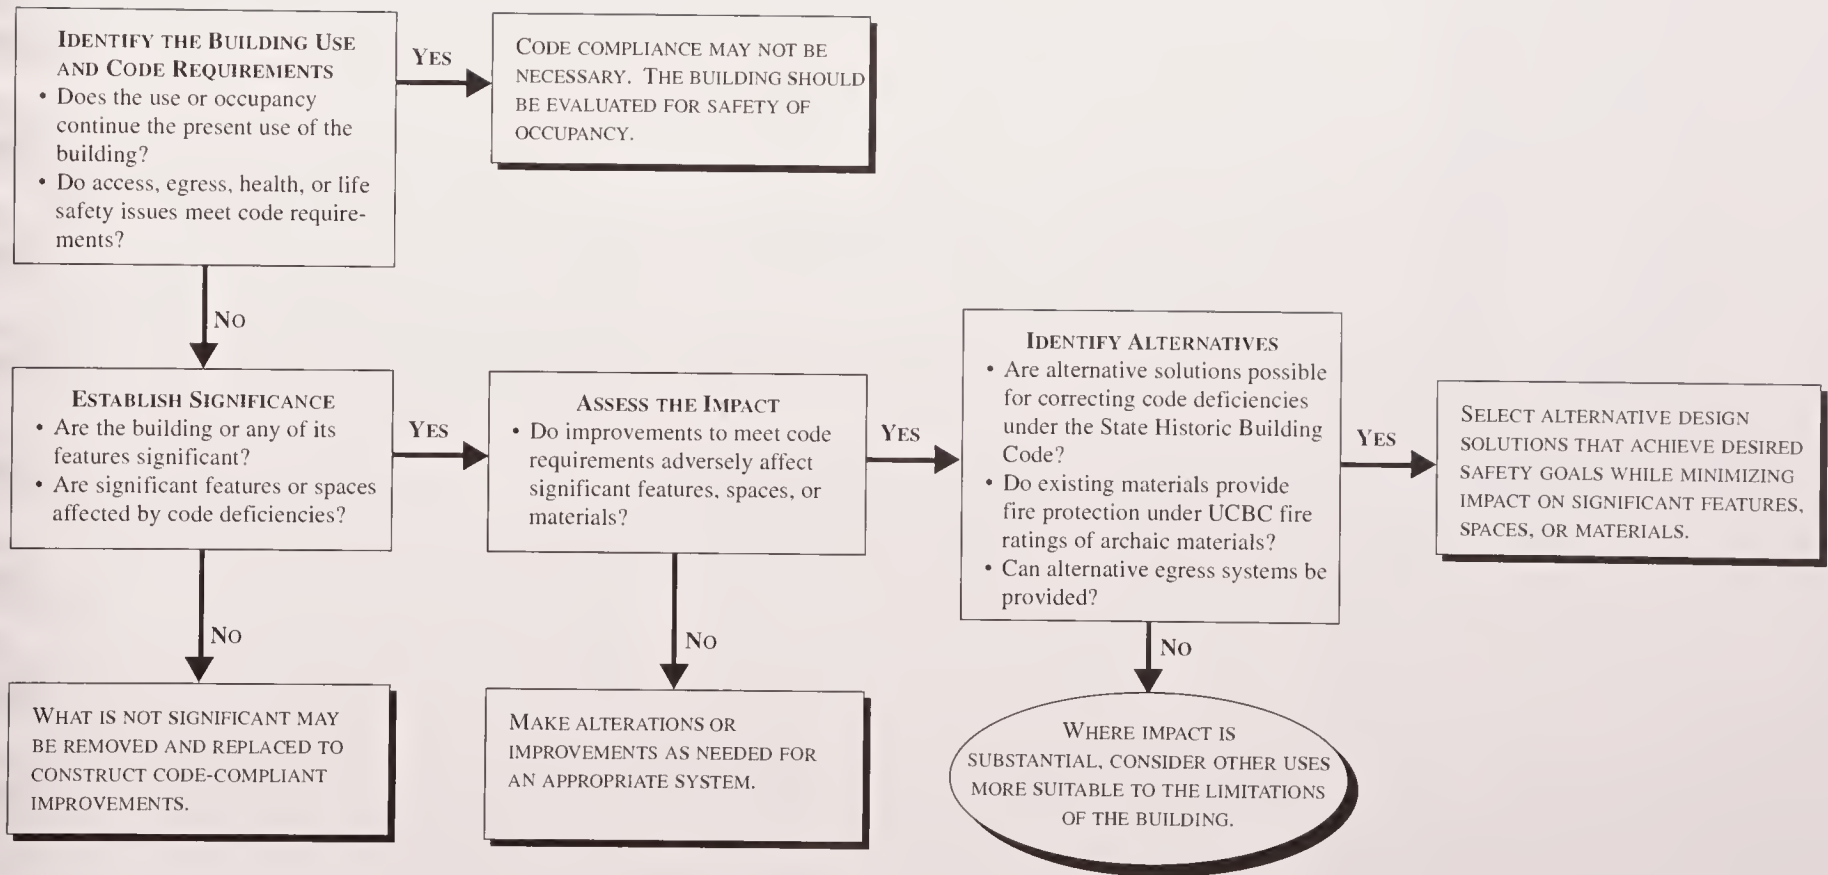 IDENTIFY THE BUILDING USE
AND CODE REQUIREMENTS
• Does the use or occupancy
continue the present use of the
building?
• Do access, egress, health, or life
safety issues meet code require-
ments?
YES
CODE COMPLIANCE MAY NOT BE
NECESSARY. THE BUILDING SHOULD
BE EVALUATED FOR SAFETY OF
OCCUPANCY.
NO
ESTABLISH SIGNIFICANCE
• Are the building or any of its
features significant?
• Are significant features or spaces
affected by code deficiencies?
YES
ASSESS THE IMPACT
• Do improvements to meet code
requirements adversely affect
significant features, spaces, or
materials?
YES
IDENTIFY ALTERNATIVES
• Are alternative solutions possible
for correcting code deficiencies
under the State Historic Building
Code?
• Do existing materials provide
fire protection under UCBC fire
ratings of archaic materials?
• Can alternative egress systems be
provided?
YES
SELECT ALTERNATIVE DESIGN
SOLUTIONS THAT ACHIEVE DESIRED
SAFETY GOALS WHILE MINIMIZING
IMPACT ON SIGNIFICANT FEATURES,
SPACES, OR MATERIALS.
NO
WHAT IS NOT SIGNIFICANT MAY
BE REMOVED AND REPLACED TO
CONSTRUCT CODE-COMPLIANT
IMPROVEMENTS.
NO
MAKE ALTERATIONS OR
IMPROVEMENTS AS NEEDED FOR
AN APPROPRIATE SYSTEM.
NO
WHERE IMPACT IS
SUBSTANTIAL, CONSIDER OTHER USES
MORE SUITABLE TO THE LIMITATIONS
OF THE BUILDING.